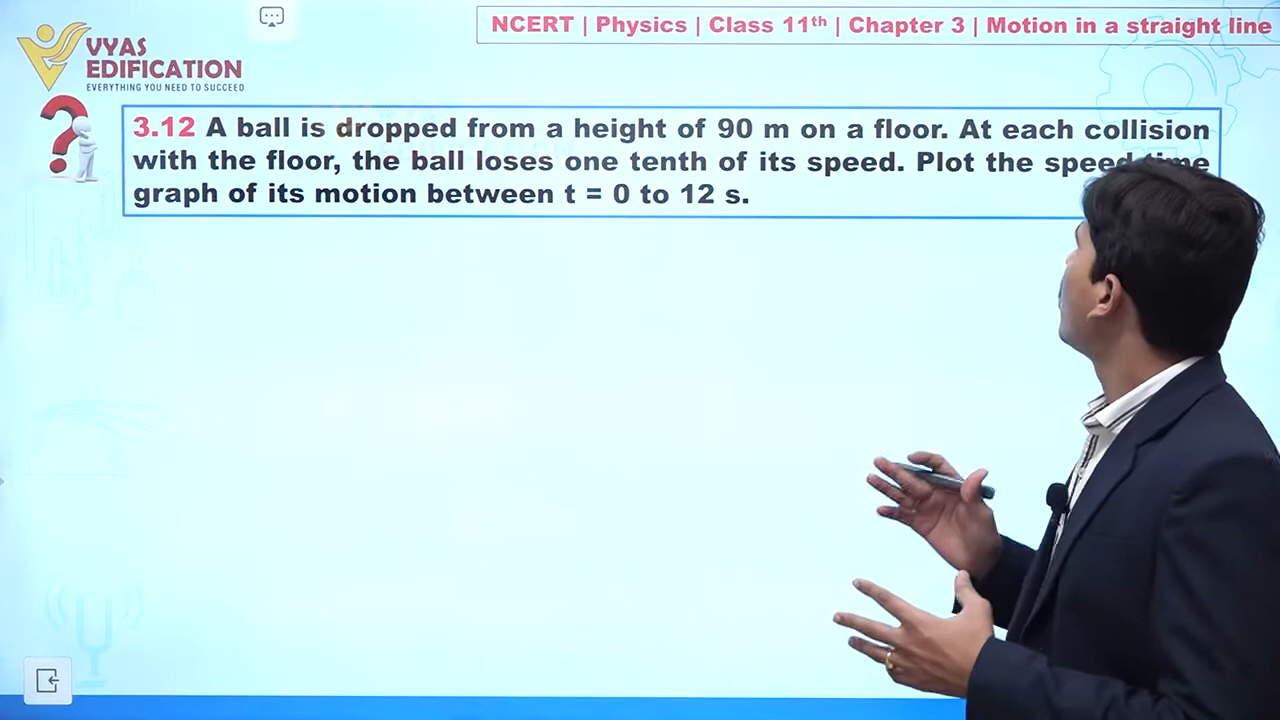 NCERT | Physics | Class 11th | Chapter 3 | Motion in a straight line
VYAS
EDIFICATION
EVERYTHING YOU NEED TO SUCCEED
3.12 A ball is dropped from a height of 90 m on a floor. At each collision
with the floor, the ball loses one tenth of its speed. Plot the speed-time
graph of its motion between t = 0 to 12 s.